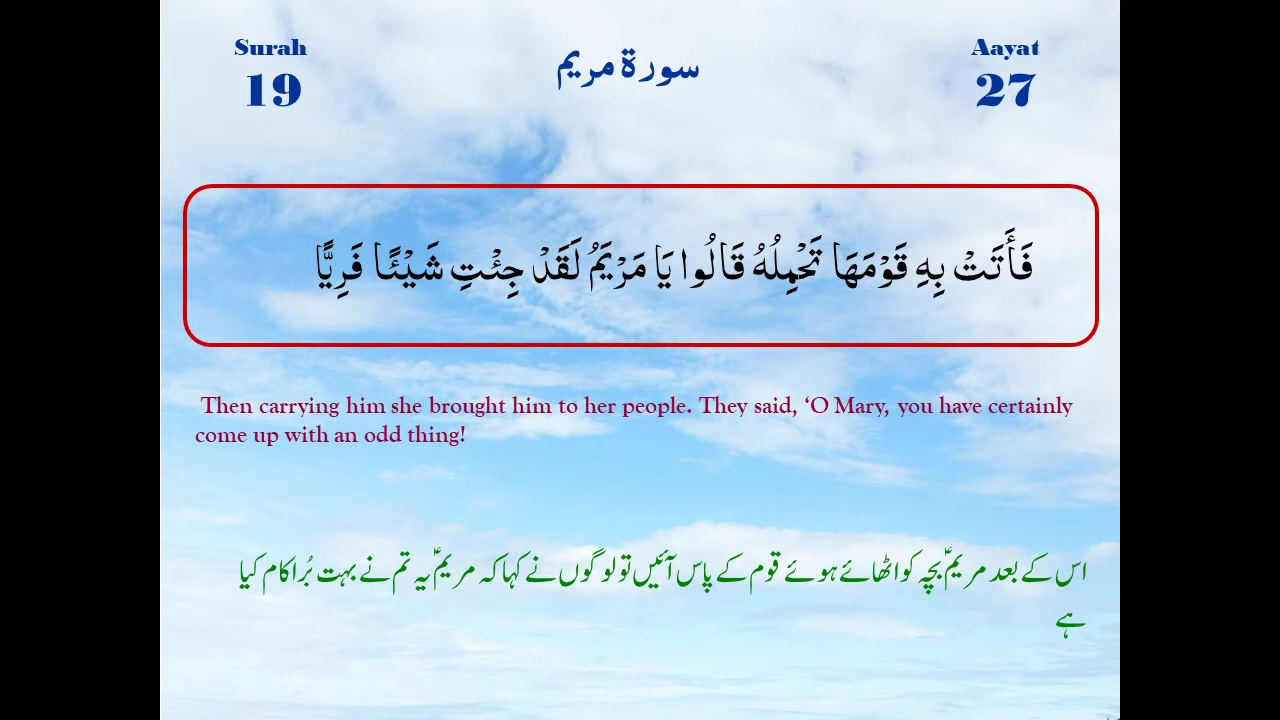 Surah
19
سورة مريم
Aayat
27
فَأَتَتْ بِهِ قَوْمَهَا تَحْمِلُهُ قَالُوا يَا مَرْيَمُ لَقَدْ جِئْتِ شَيْئًا فَرِيًّا
Then carrying him she brought him to her people. They said, ‘O Mary, you have certainly
come up with an odd thing!
اس کے بعد مریمؑ بچہ کو اٹھائے ہوئے قوم کے پاس آئیں تو لوگوں نے کہا کہ مریمؑ یہ تم نے بہت بُرا کام کیا
ہے